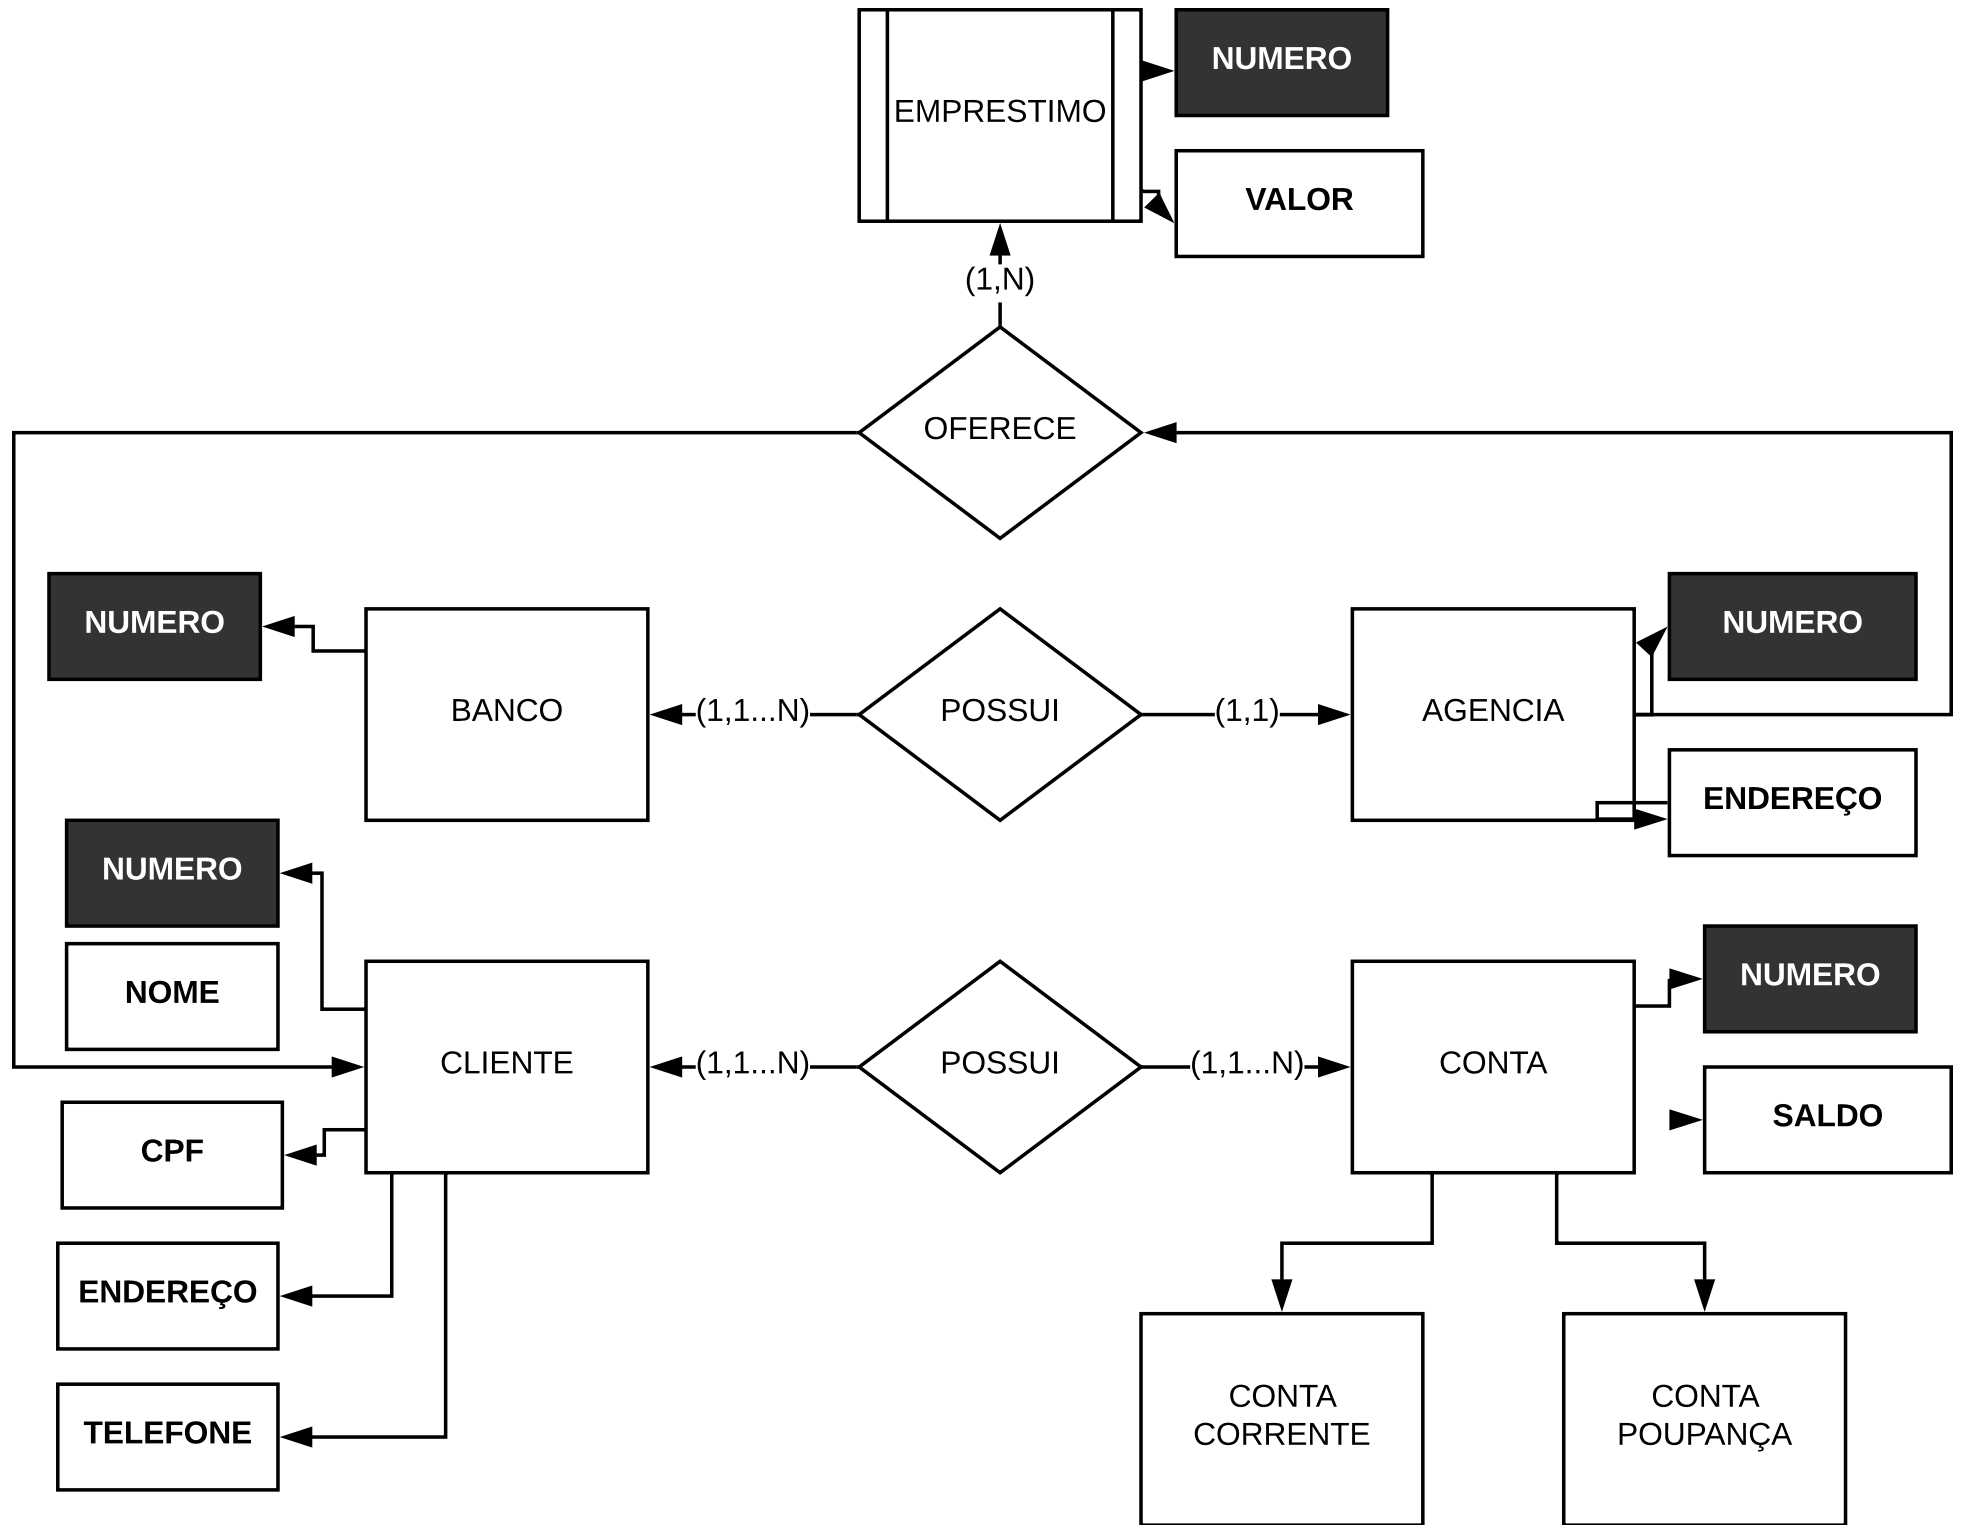 NUMERO
EMPRESTIMO
VALOR
(1,N)
OFERECE
NUMERO
NUMERO
BANCO
(1,1...N)
POSSUI
(1,1)
AGENCIA
ENDEREÇO
NUMERO
NOME
NUMERO
CLIENTE
(1,1...N)
POSSUI
(1,1...N)
CONTA
SALDO
CPF
ENDEREÇO
TELEFONE
CONTA
CORRENTE
CONTA
POUPANÇA